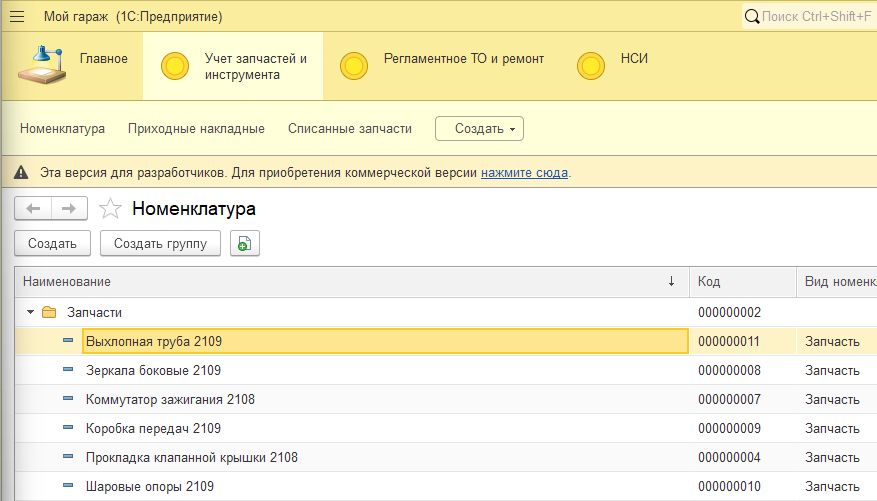 Мой гараж (1С:Предприятие)
Поиск Ctrl+Shift+F
Главное
Учет запчастей и
инструмента
Регламентное ТО и ремонт
НСИ
Номенклатура Приходные накладные Списанные запчасти Создать
Эта версия для разработчиков. Для приобретения коммерческой версии нажмите сюда.
Номенклатура
Создать Создать группу
Наименование ↓ Код Вид номенк
Запчасти 000000002
Выхлопная труба 2109 000000011 Запчасть
Зеркала боковые 2109 000000008 Запчасть
Коммутатор зажигания 2108 000000007 Запчасть
Коробка передач 2109 000000009 Запчасть
Прокладка клапанной крышки 2108 000000004 Запчасть
Шаровые опоры 2109 000000010 Запчасть